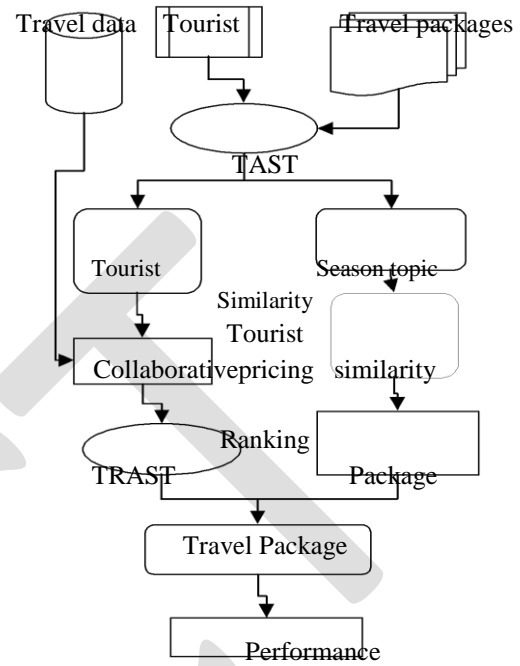 Travel data Tourist Travel packages
TAST
Tourist Season topic
Similarity
Tourist
Collaborativepricing similarity
Ranking
TRAST Package
Travel Package
Performance